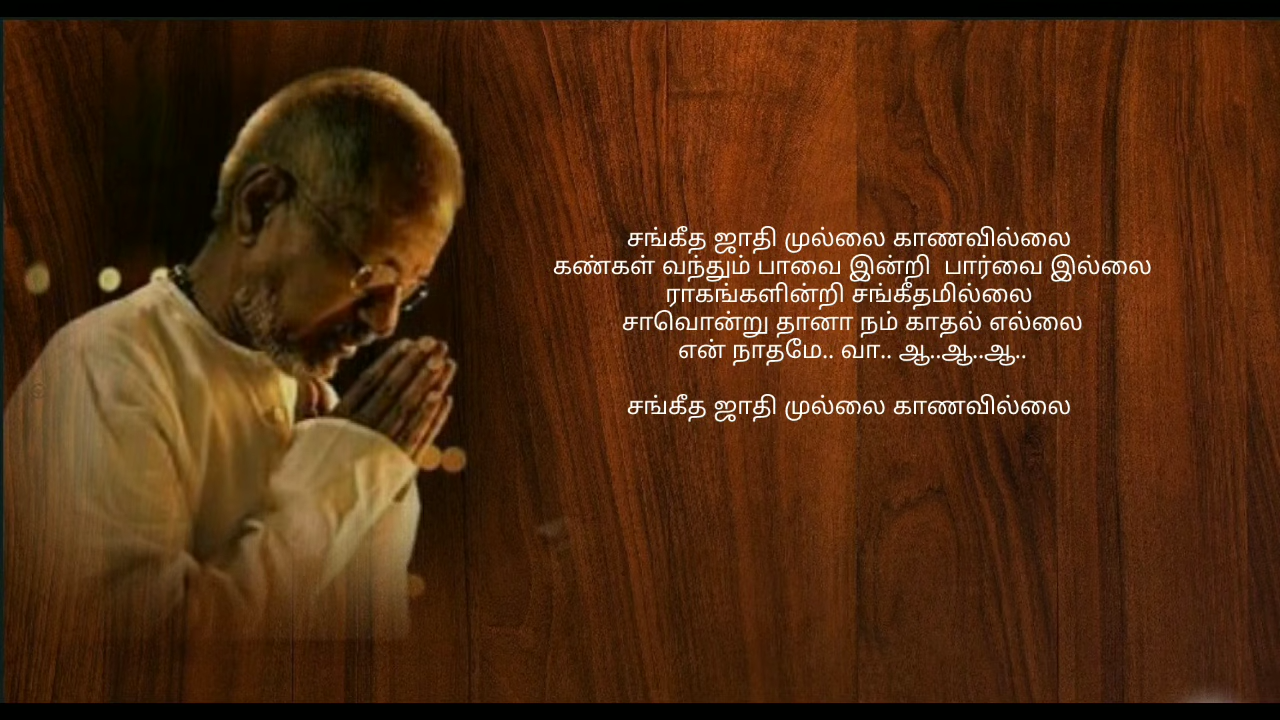 சங்கீத ஜாதி முல்லை காணவில்லை
கண்கள் வந்தும் பாவை இன்றி  பார்வை இல்லை
ராகங்களின்றி சங்கீதமில்லை
சாவொன்று தானா நம் காதல் எல்லை
என் நாதமே.. வா.. ஆ..ஆ..ஆ..
சங்கீத ஜாதி முல்லை காணவில்லை